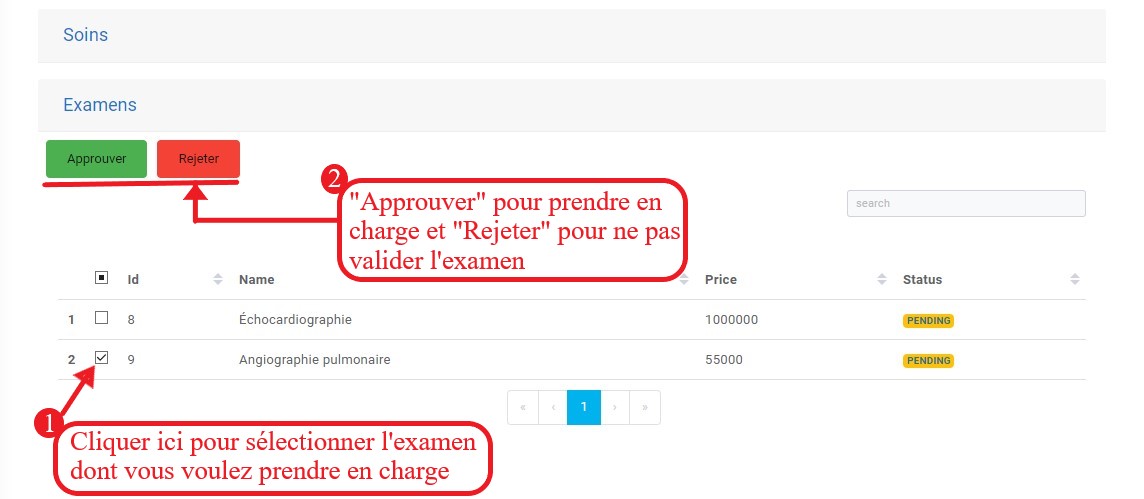 Soins
Examens
Approuver Rejeter
2
"Approuver" pour prendre en
charge et "Rejeter" pour ne pas
valider l'examen
search
Id Name Price Status
1 8 Échocardiographie 1000000 PENDING
2 9 Angiographie pulmonaire 55000 PENDING
« ‹ 1 › »
1
Cliquer ici pour sélectionner l'examen
dont vous voulez prendre en charge